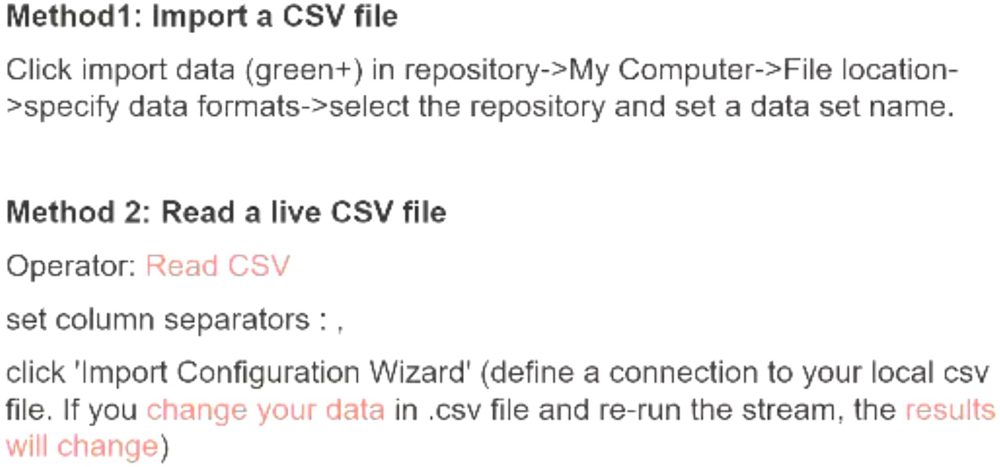 Method1: Import a CSV file
Click import data (green+) in repository->My Computer->File location-
>specify data formats->select the repository and set a data set name.
Method 2: Read a live CSV file
Operator: Read CSV
set column separators : ,
click 'Import Configuration Wizard' (define a connection to your local csv
file. If you change your data in .csv file and re-run the stream, the results
will change)